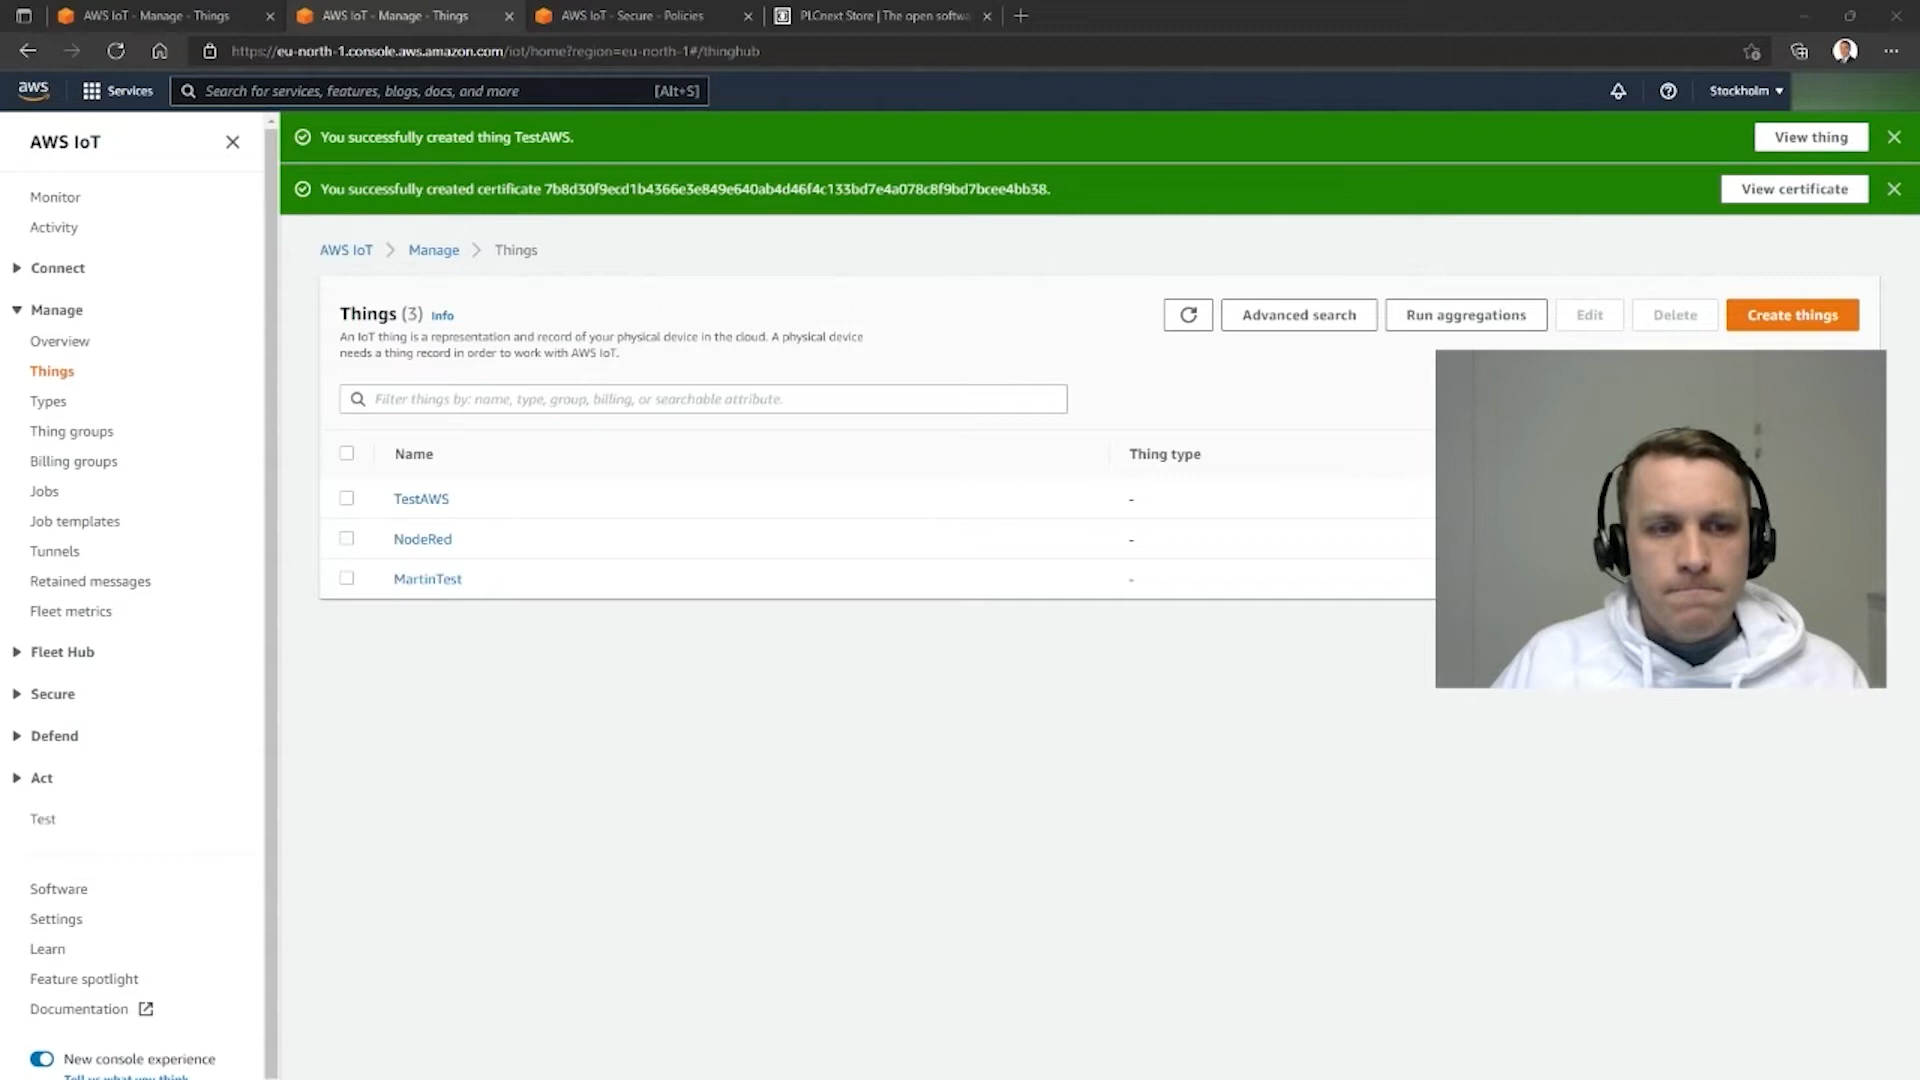 AWS IoT - Manage - Things
AWS IoT - Manage - Things
AWS IoT - Secure - Policies
PLCnext Store | The open softwa
https://eu-north-1.console.aws.amazon.com/iot/home?region=eu-north-1#/thinghub
aws
Services
Search for services, features, blogs, docs, and more
[Alt+S]
Stockholm
AWS IoT
Monitor
Activity
Connect
Manage
Overview
Things
Types
Thing groups
Billing groups
Jobs
Job templates
Tunnels
Retained messages
Fleet metrics
Fleet Hub
Secure
Defend
Act
Test
Software
Settings
Learn
Feature spotlight
Documentation
New console experience
Tell us what you think
You successfully created thing TestAWS.
View thing
You successfully created certificate 7b8d30f9ecd1b4366e3e849e640ab4d46f4c133bd7e4a078c8f9bd7bcee4bb38.
View certificate
AWS IoT
Manage
Things
Things (3) Info
An IoT thing is a representation and record of your physical device in the cloud. A physical device
needs a thing record in order to work with AWS IoT.
Advanced search
Run aggregations
Edit
Delete
Create things
Filter things by: name, type, group, billing, or searchable attribute.
Name
Thing type
TestAWS
-
NodeRed
-
MartinTest
-